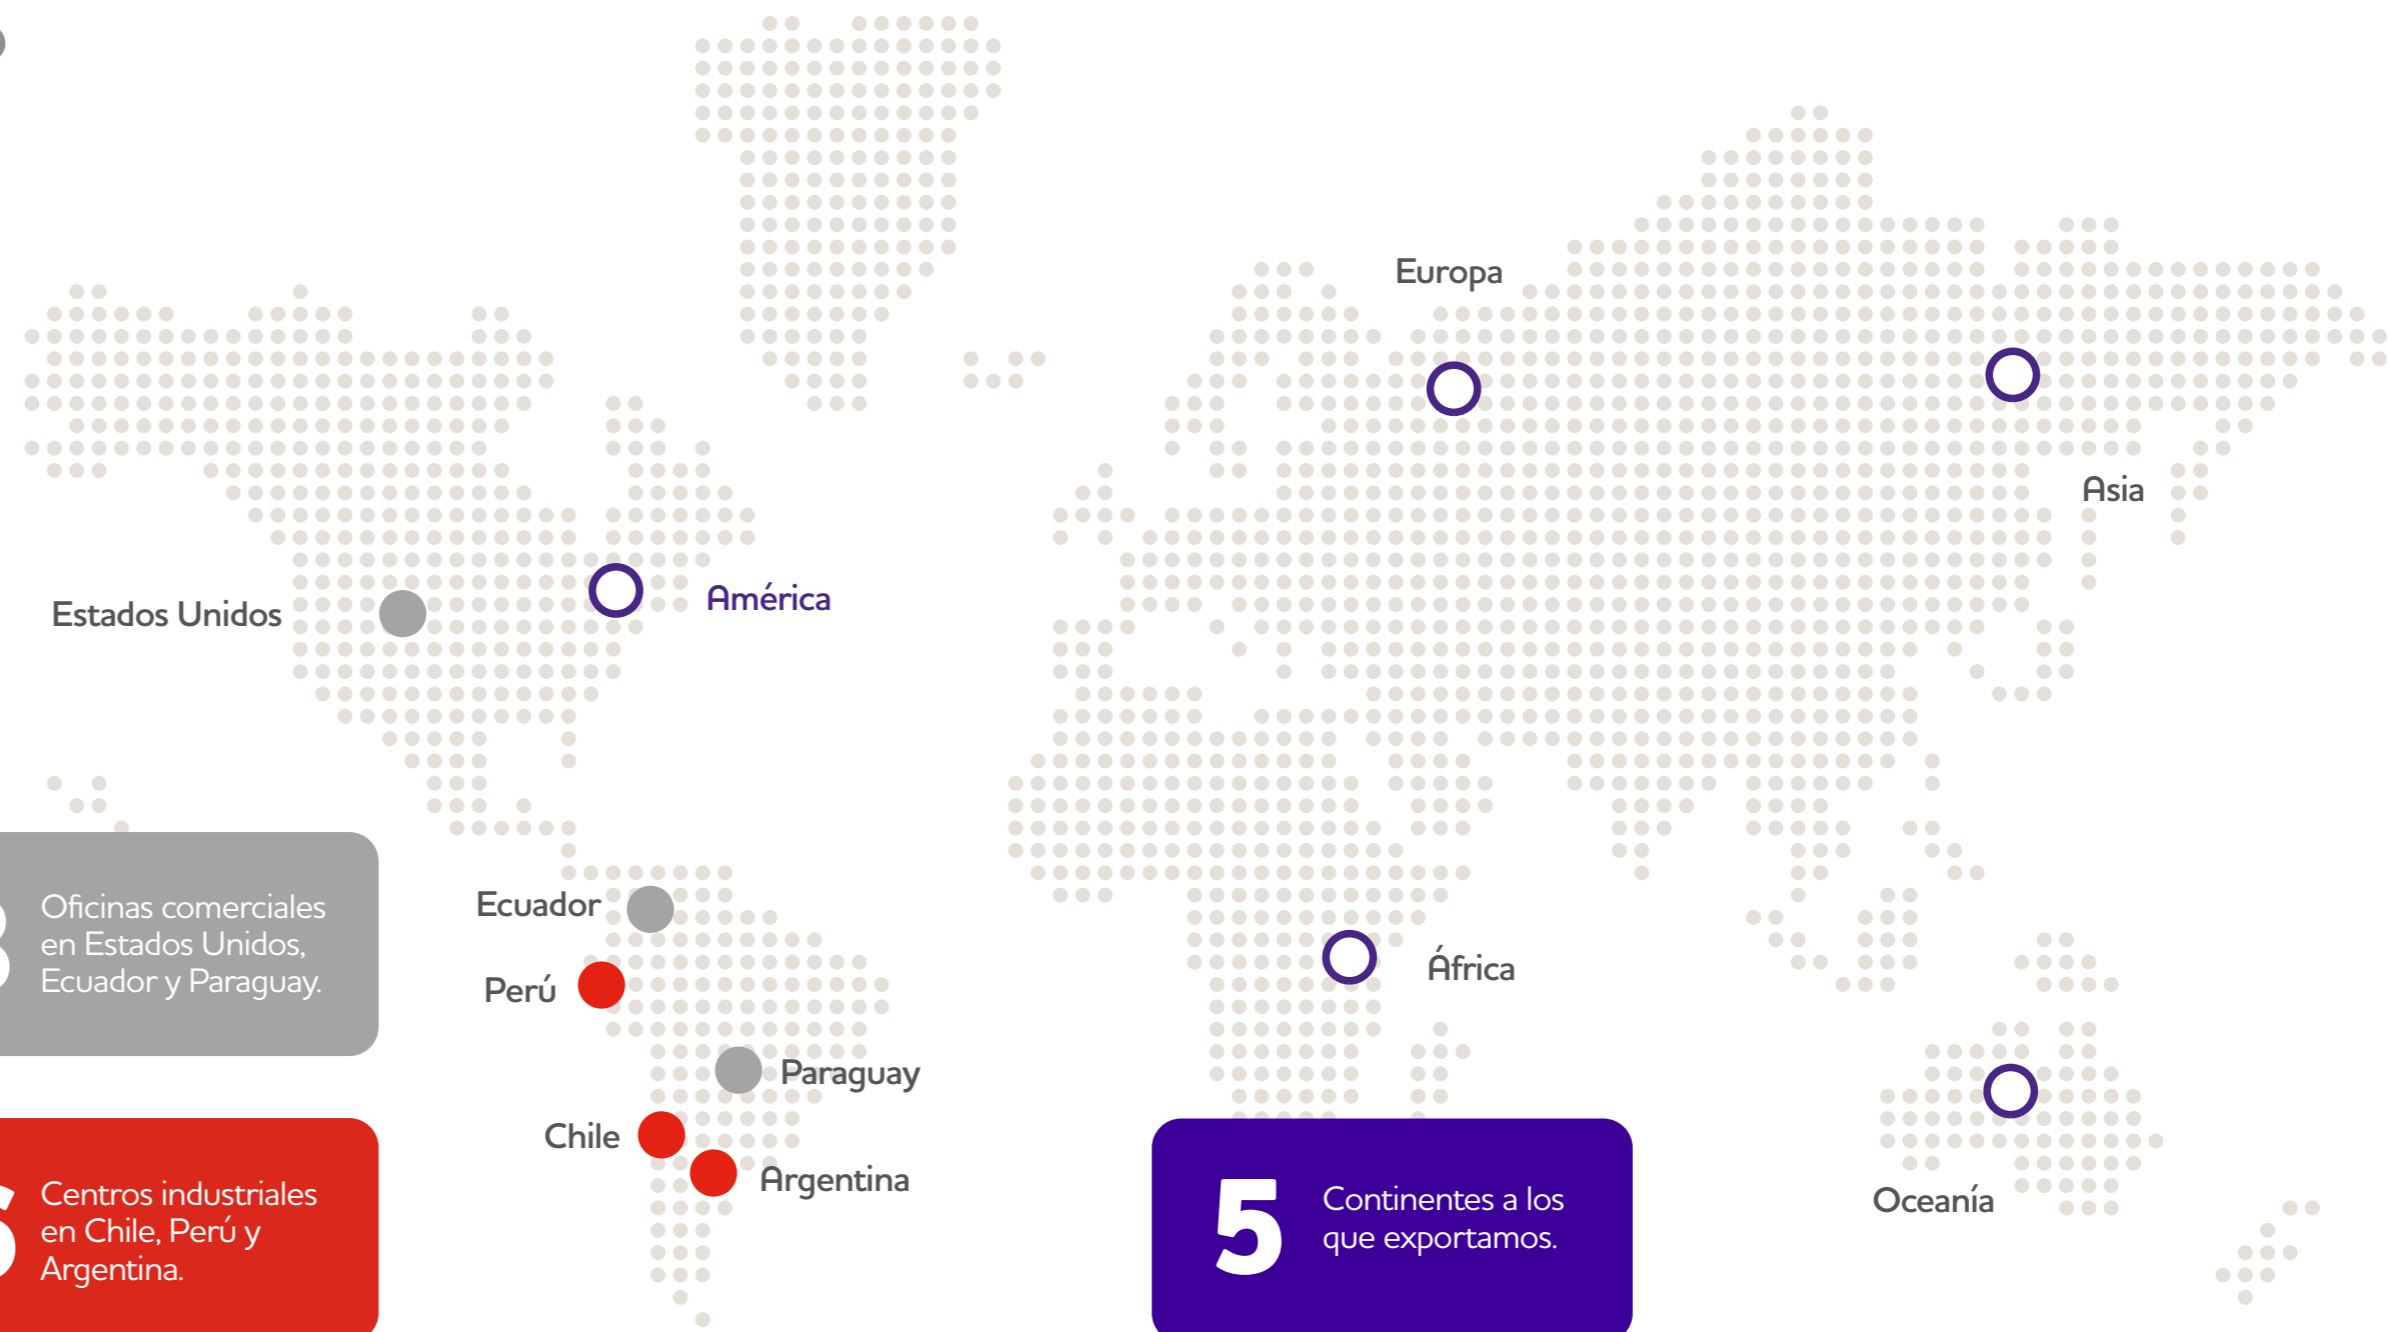 Europa
Asia
América
Estados Unidos
Oficinas comerciales
en Estados Unidos,
Ecuador y Paraguay.
Ecuador
Perú
África
Paraguay
Chile
Argentina
Centros industriales
en Chile, Perú y
Argentina.
5
Continentes a los
que exportamos.
Oceanía